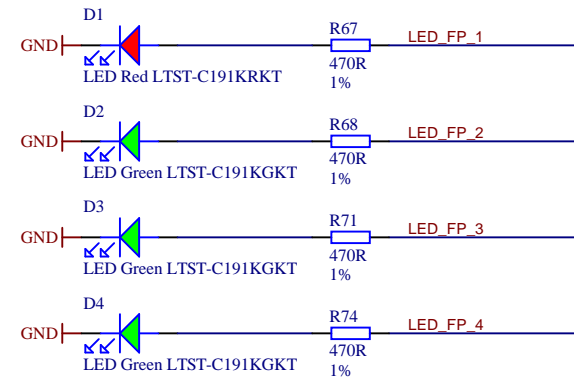 D1
R67
LED_FP_1
GND
470R
LED Red LTST-C191KRKT
1%
D2
R68
LED_FP_2
GND
470R
LED Green LTST-C191KGKT
1%
D3
R71
LED_FP_3
GND
470R
LED Green LTST-C191KGKT
1%
D4
R74
LED_FP_4
GND
470R
LED Green LTST-C191KGKT
1%